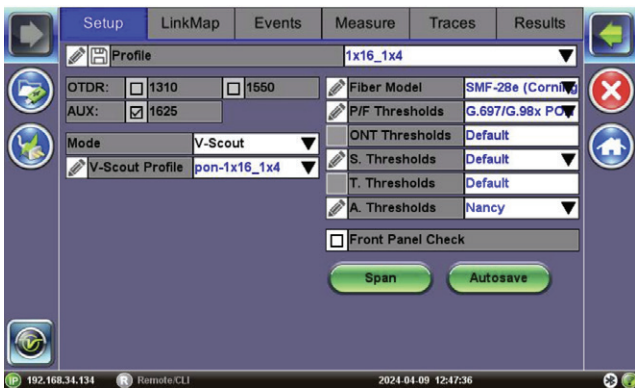 Setup LinkMap Events Measure Traces Results
Profile 1x16_1x4
OTDR: 1310 1550
AUX: 1625
Mode V-Scout
V-Scout Profile pon-1x16_1x4
Fiber Model SMF-28e (Corning
P/F Thresholds G.697/G.98x PO
ONT Thresholds Default
S. Thresholds Default
T. Thresholds Default
A. Thresholds Nancy
Front Panel Check
Span Autosave
IP 192.168.34.134 R Remote/CLI 2024-04-09 12:47:36